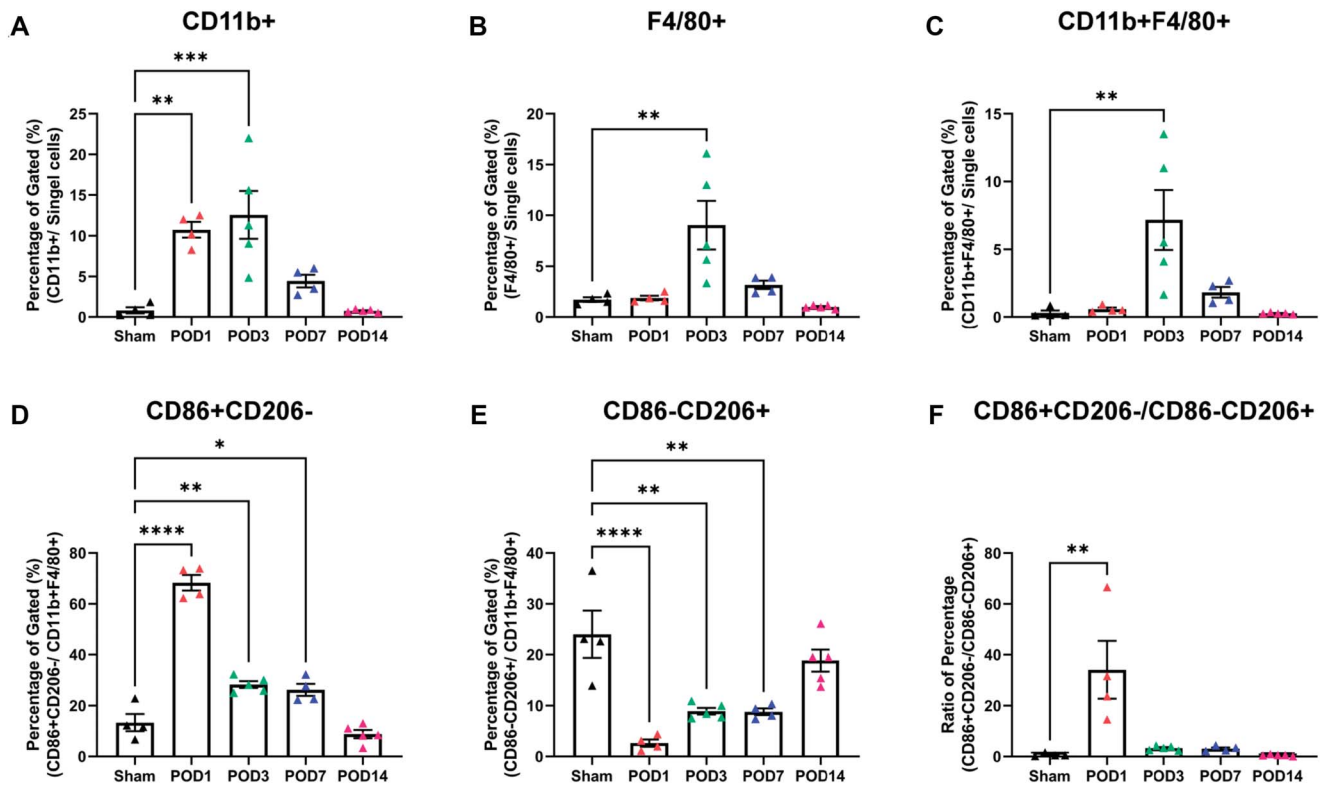 A
CD11b+
Percentage of Gated (%)
(CD11b+/ Singel cells)
25
20
15
10
5
0
***
**
Sham POD1 POD3 POD7 POD14
B
F4/80+
Percentage of Gated (%)
(F4/80+/ Single cells)
20
15
10
5
0
**
Sham POD1 POD3 POD7 POD14
C
CD11b+F4/80+
Percentage of Gated (%)
(CD11b+F4/80+/ Single cells)
15
10
5
0
**
Sham POD1 POD3 POD7 POD14
D
CD86+CD206-
Percentage of Gated (%)
(CD86+CD206-/ CD11b+F4/80+)
80
60
40
20
0
*
**
****
Sham POD1 POD3 POD7 POD14
E
CD86-CD206+
Percentage of Gated (%)
(CD86-CD206+/ CD11b+F4/80+)
40
30
20
10
0
**
**
****
Sham POD1 POD3 POD7 POD14
F
CD86+CD206-/CD86-CD206+
Ratio of Percentage
(CD86+CD206-/CD86-CD206+)
80
60
40
20
0
**
Sham POD1 POD3 POD7 POD14